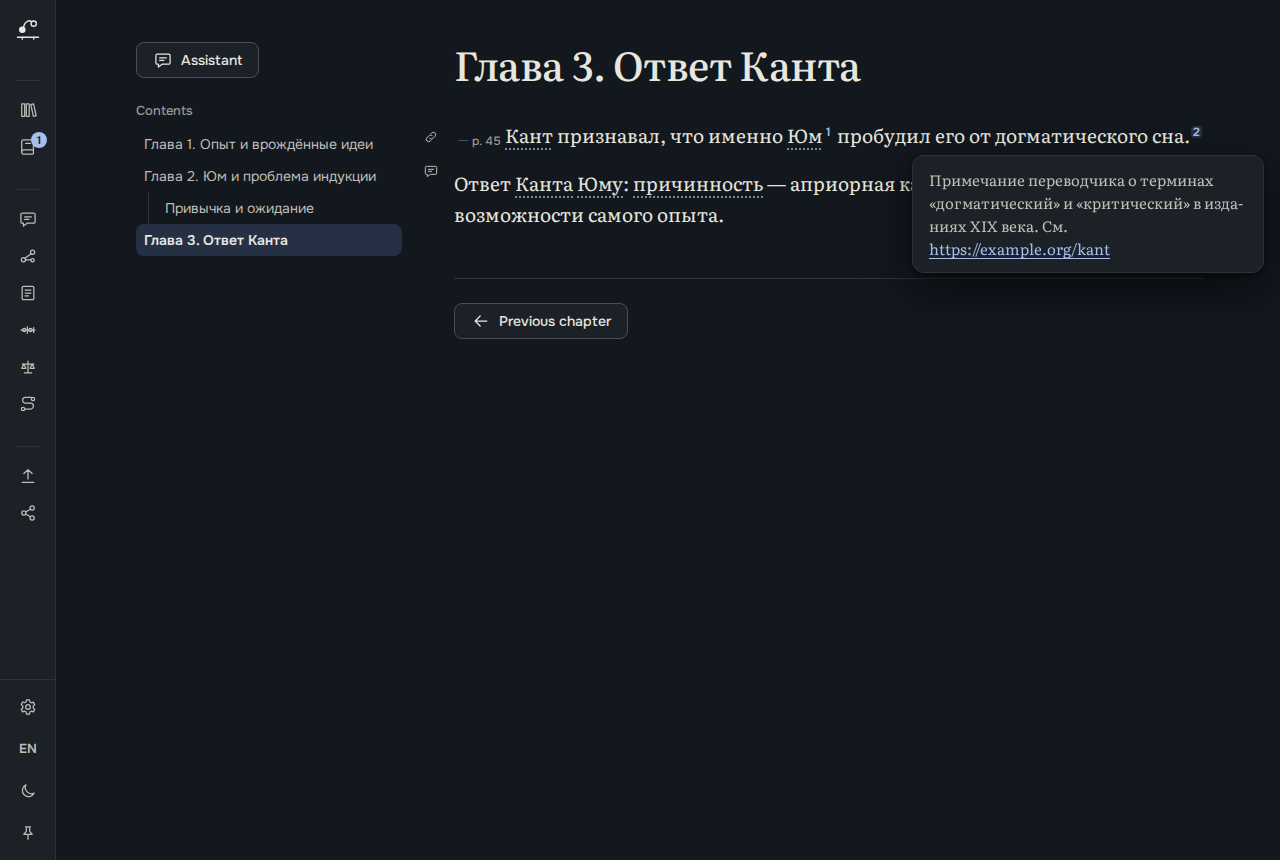 Assistant
Contents
Глава 1. Опыт и врождённые идеи
Глава 2. Юм и проблема индукции
Привычка и ожидание
Глава 3. Ответ Канта
1
EN
Глава 3. Ответ Канта
— p. 45 Кант признавал, что именно Юм1 пробудил его от догматического сна.2
Ответ Канта Юму: причинность — априорная
возможности самого опыта.
Примечание переводчика о терминах
«догматический» и «критический» в изда-
ниях XIX века. См.
https://example.org/kant
Previous chapter